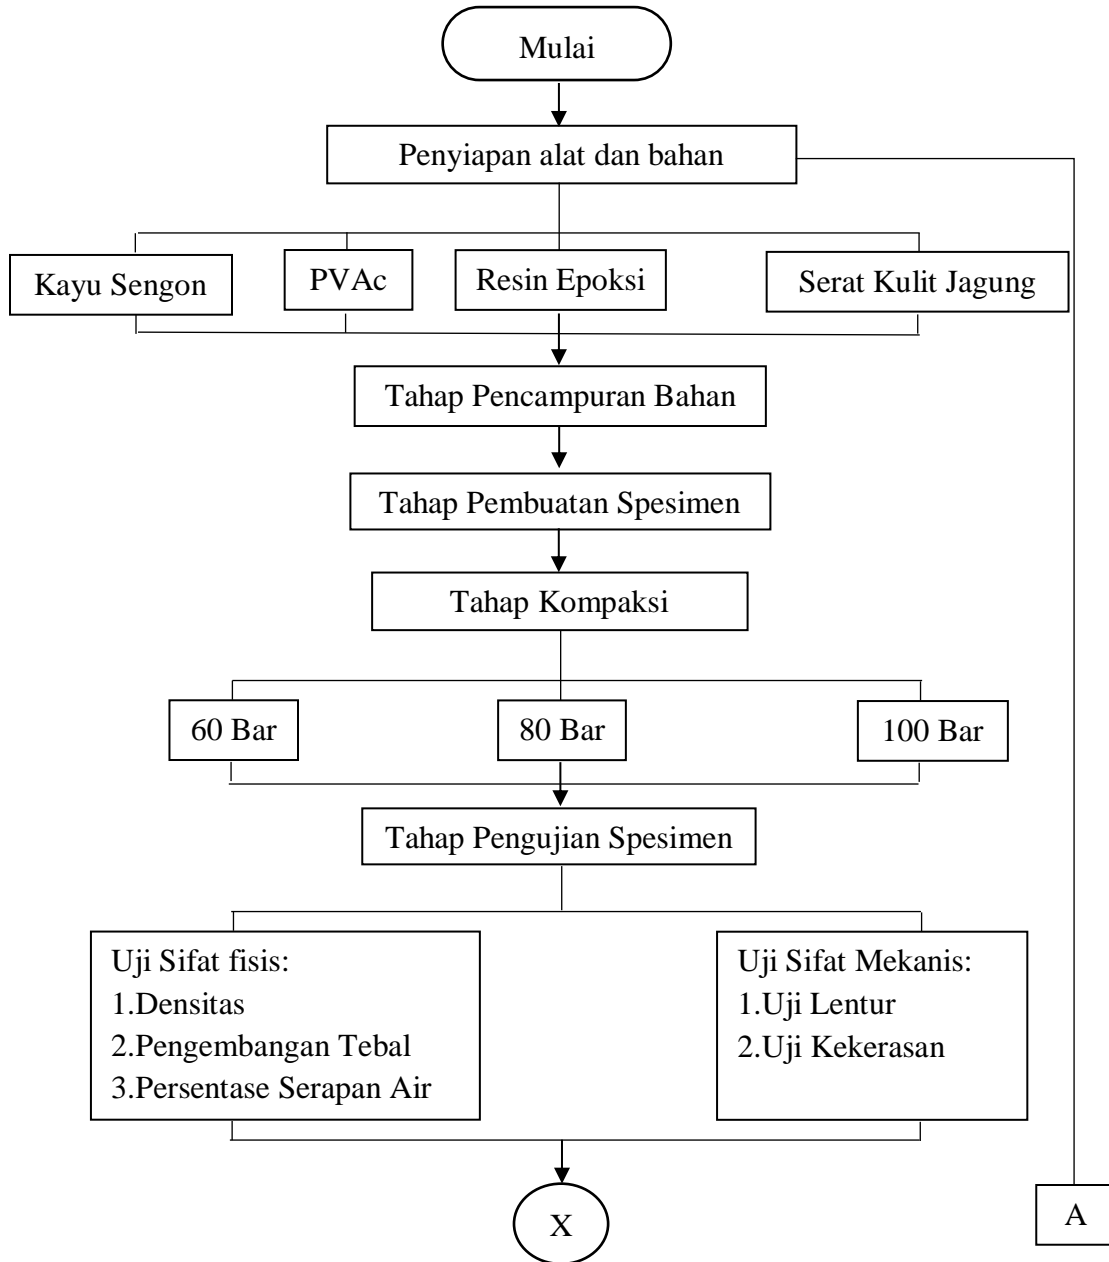 Mulai
Penyiapan alat dan bahan
Kayu Sengon
PVAc
Resin Epoksi
Serat Kulit Jagung
Tahap Pencampuran Bahan
Tahap Pembuatan Spesimen
Tahap Kompaksi
60 Bar
80 Bar
100 Bar
Tahap Pengujian Spesimen
Uji Sifat fisis:
1.Densitas
2.Pengembangan Tebal
3.Persentase Serapan Air
Uji Sifat Mekanis:
1.Uji Lentur
2.Uji Kekerasan
X
A